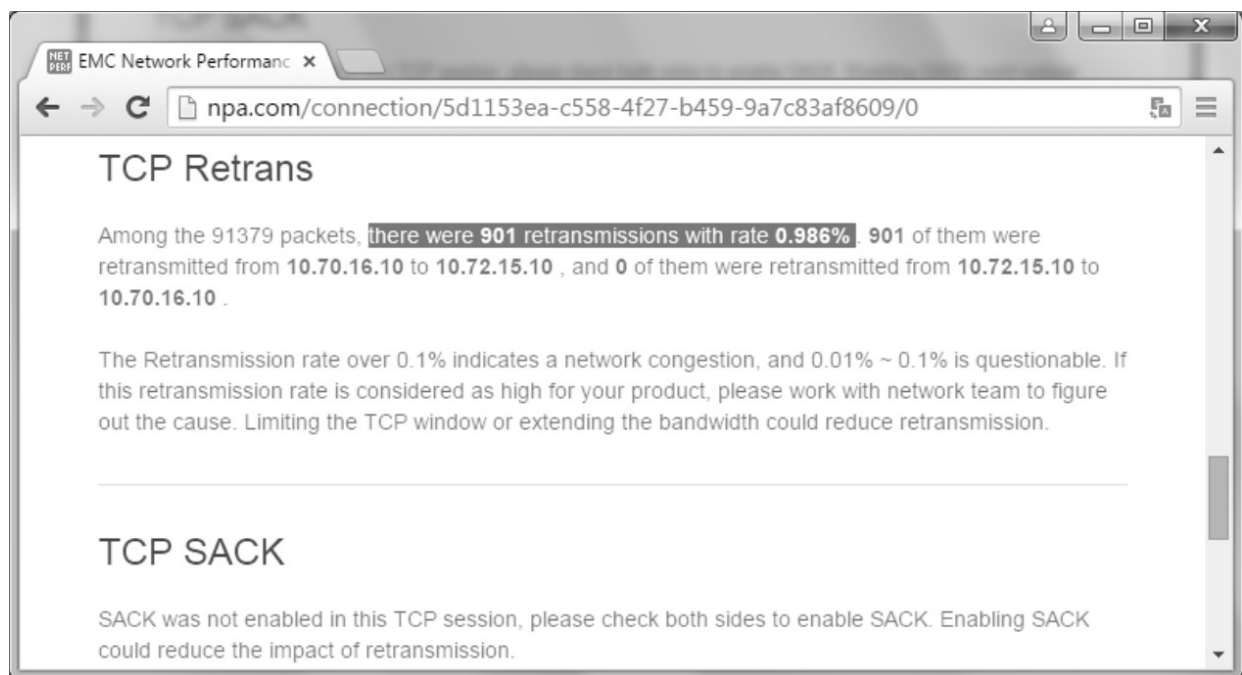 NET
PERF
EMC Network Performanc
npa.com/connection/5d1153ea-c558-4f27-b459-9a7c83af8609/0
TCP Retrans
Among the 91379 packets, there were 901 retransmissions with rate 0.986% . 901 of them were
retransmitted from 10.70.16.10 to 10.72.15.10 , and 0 of them were retransmitted from 10.72.15.10 to
10.70.16.10 .
The Retransmission rate over 0.1% indicates a network congestion, and 0.01% ~ 0.1% is questionable. If
this retransmission rate is considered as high for your product, please work with network team to figure
out the cause. Limiting the TCP window or extending the bandwidth could reduce retransmission.
TCP SACK
SACK was not enabled in this TCP session, please check both sides to enable SACK. Enabling SACK
could reduce the impact of retransmission.